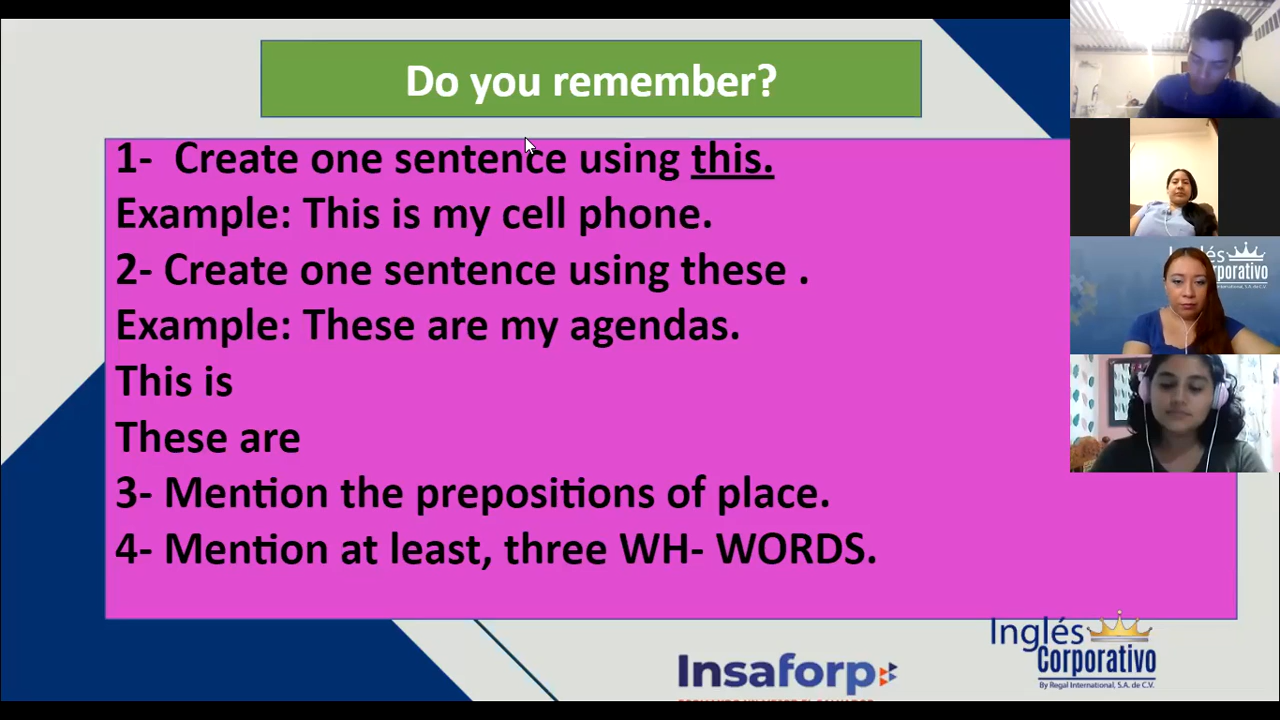 Do you remember?
1- Create one sentence using this.
Example: This is my cell phone.
2- Create one sentence using these .
Example: These are my agendas.
This is
These are
3- Mention the prepositions of place.
4- Mention at least, three WH- WORDS.
Inglés
Corporativo
By Regal International, S.A. de C.V.
Insaforp